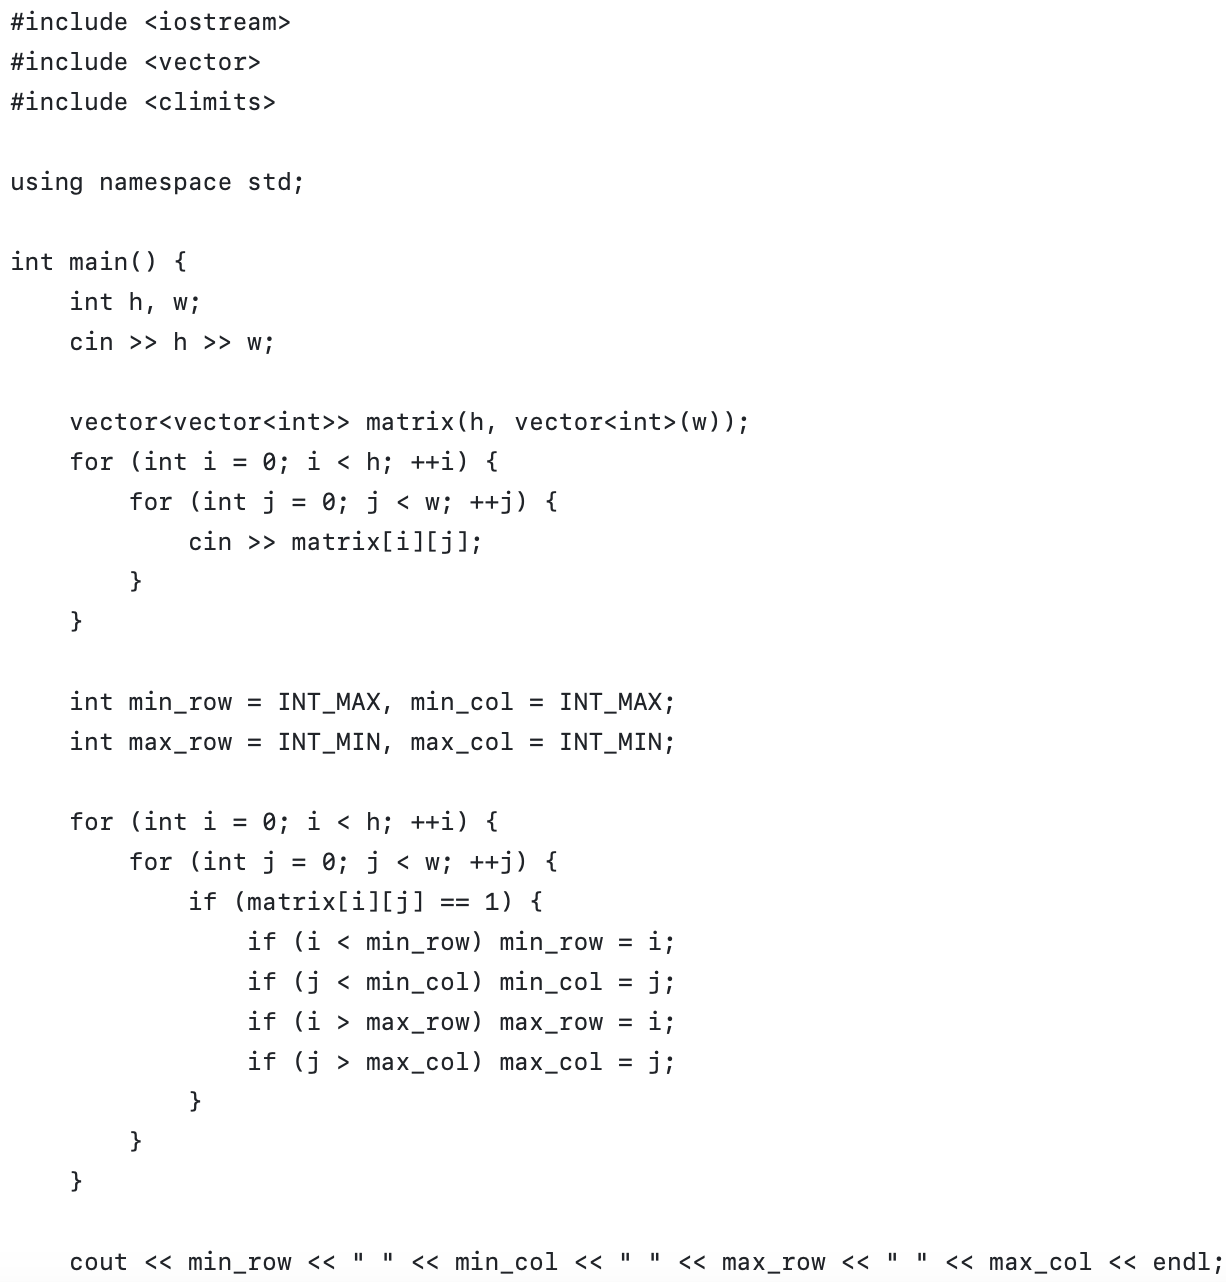 #include <iostream>
#include <vector>
#include <climits>

using namespace std;

int main() {
    int h, w;
    cin >> h >> w;

    vector<vector<int>> matrix(h, vector<int>(w));
    for (int i = 0; i < h; ++i) {
        for (int j = 0; j < w; ++j) {
            cin >> matrix[i][j];
        }
    }

    int min_row = INT_MAX, min_col = INT_MAX;
    int max_row = INT_MIN, max_col = INT_MIN;

    for (int i = 0; i < h; ++i) {
        for (int j = 0; j < w; ++j) {
            if (matrix[i][j] == 1) {
                if (i < min_row) min_row = i;
                if (j < min_col) min_col = j;
                if (i > max_row) max_row = i;
                if (j > max_col) max_col = j;
            }
        }
    }

    cout << min_row << " " << min_col << " " << max_row << " " << max_col << endl;